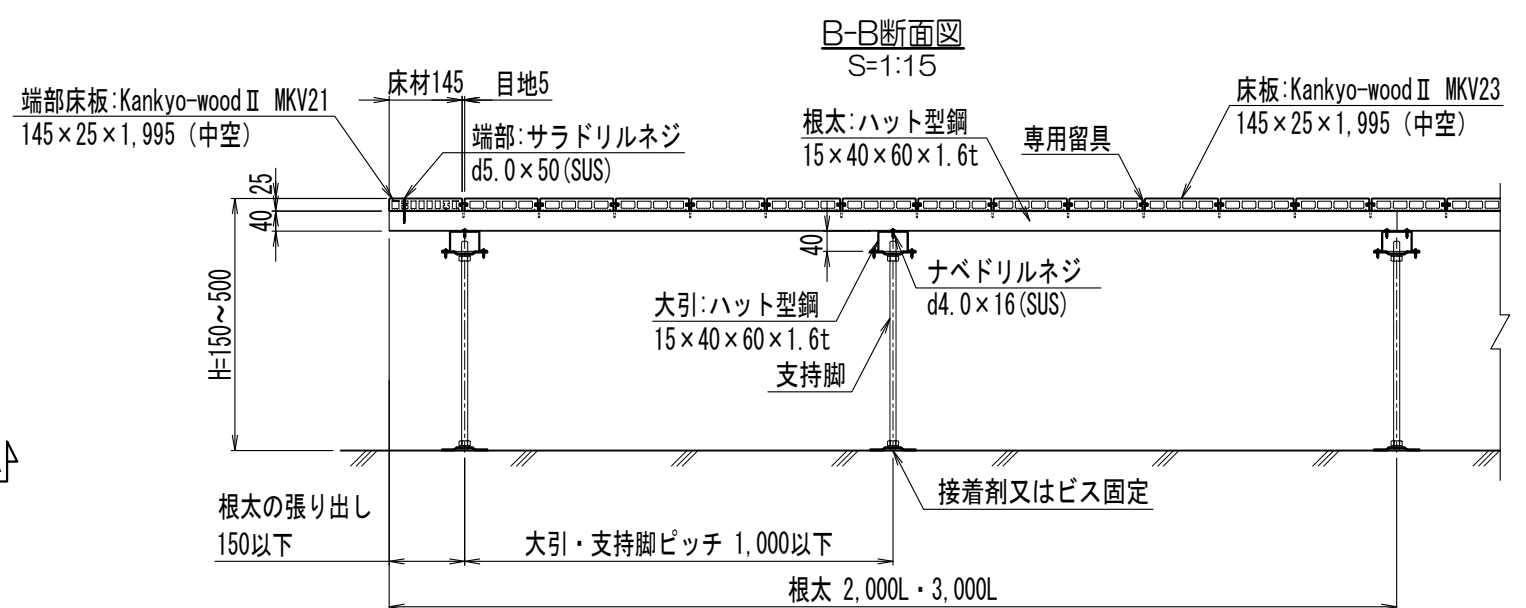 B-B断面図
S=1:15
床材145
目地5
端部床板:Kankyo-woodⅡ MKV21
145×25×1,995 (中空)
端部:サラドリルネジ
d5.0×50(SUS)
根太:ハット型鋼
15×40×60×1.6t
専用留具
床板:Kankyo-woodⅡ MKV23
145×25×1,995 (中空)
25
40
40
H=150~500
大引:ハット型鋼
15×40×60×1.6t
ナベドリルネジ
d4.0×16(SUS)
支持脚
接着剤又はビス固定
根太の張り出し
150以下
大引・支持脚ピッチ 1,000以下
根太 2,000L・3,000L